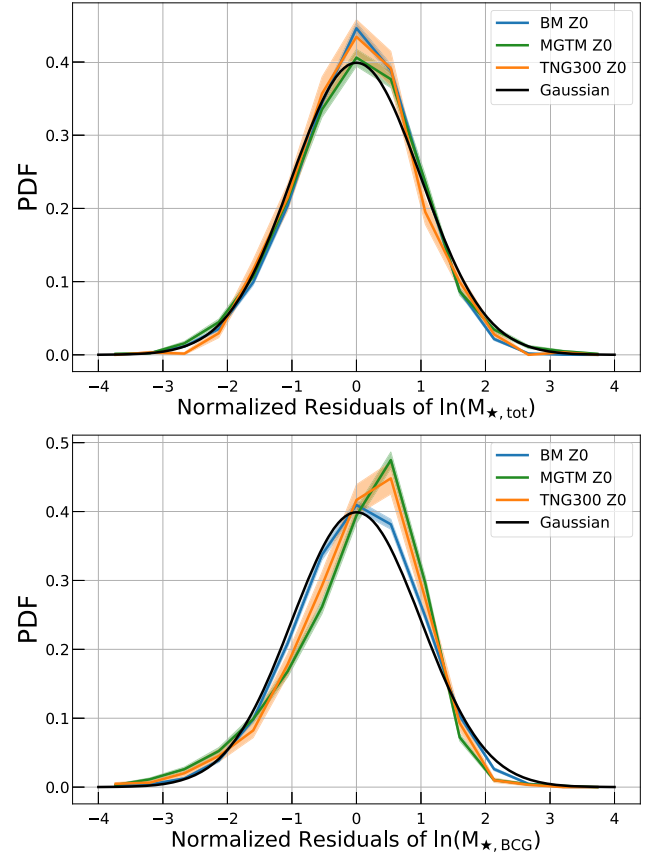 PDF
0.4
0.3
0.2
0.1
0.0
BM Z0
MGTM Z0
TNG300 Z0
Gaussian
−4 −3 −2 −1 0 1 2 3 4
Normalized Residuals of ln(M★,tot)
PDF
0.5
0.4
0.3
0.2
0.1
0.0
BM Z0
MGTM Z0
TNG300 Z0
Gaussian
−4 −3 −2 −1 0 1 2 3 4
Normalized Residuals of ln(M★,BCG)